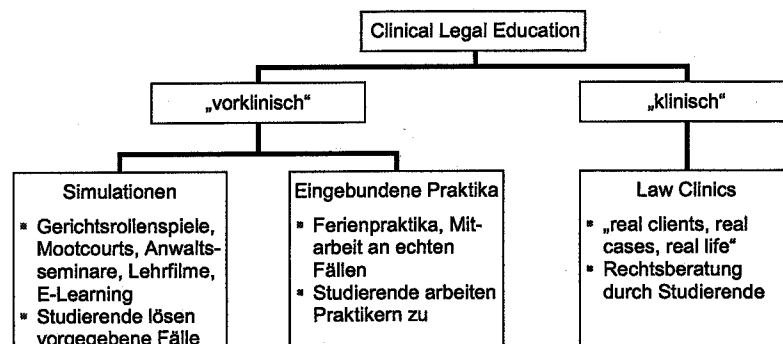 Clinical Legal Education
„vorklinisch“
„klinisch“
Simulationen
Gerichtsrollenspiele,
Mootcourts, Anwalts-
seminare, Lehrfilme,
E-Learning
Studierende lösen
vorgegebene Fälle
Eingebundene Praktika
Ferienpraktika, Mit-
arbeit an echten
Fällen
Studierende arbeiten
Praktikern zu
Law Clinics
„real clients, real
cases, real life“
Rechtsberatung
durch Studierende